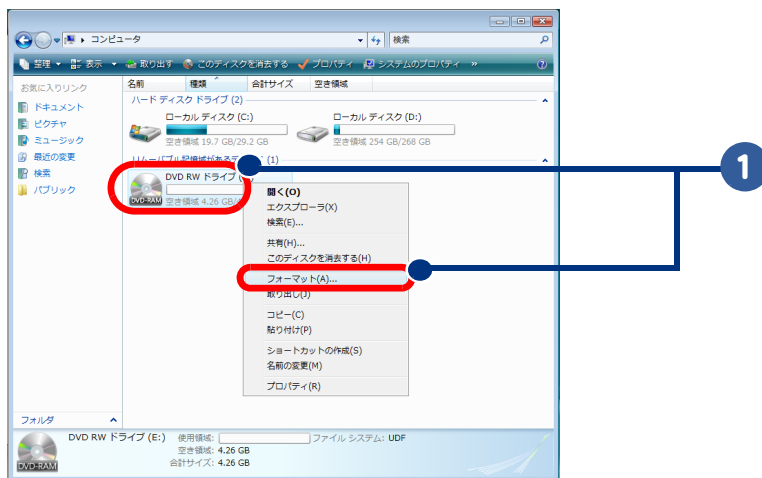 コンピュータ
検索
整理 表示 取り出す このディスクを消去する プロパティ システムのプロパティ »
お気に入りリンク
ドキュメント
ピクチャ
ミュージック
最近の変更
検索
パブリック
名前 種類 合計サイズ 空き領域
ハード ディスク ドライブ (2)
ローカル ディスク (C:)
空き領域 19.7 GB/29.2 GB
ローカル ディスク (D:)
空き領域 254 GB/268 GB
リムーバブル記憶域がある (1)
DVD RW ドライブ
DVD-RAM
空き領域 4.26 GB/
開く(O)
エクスプローラ(X)
検索(E)...
共有(H)...
このディスクを消去する(H)
フォーマット(A)...
取り出し(J)
コピー(C)
貼り付け(P)
ショートカットの作成(S)
名前の変更(M)
プロパティ(R)
1
フォルダ
DVD RW ドライブ (E:) 使用領域: ファイル システム: UDF
空き領域: 4.26 GB
合計サイズ: 4.26 GB
DVD-RAM